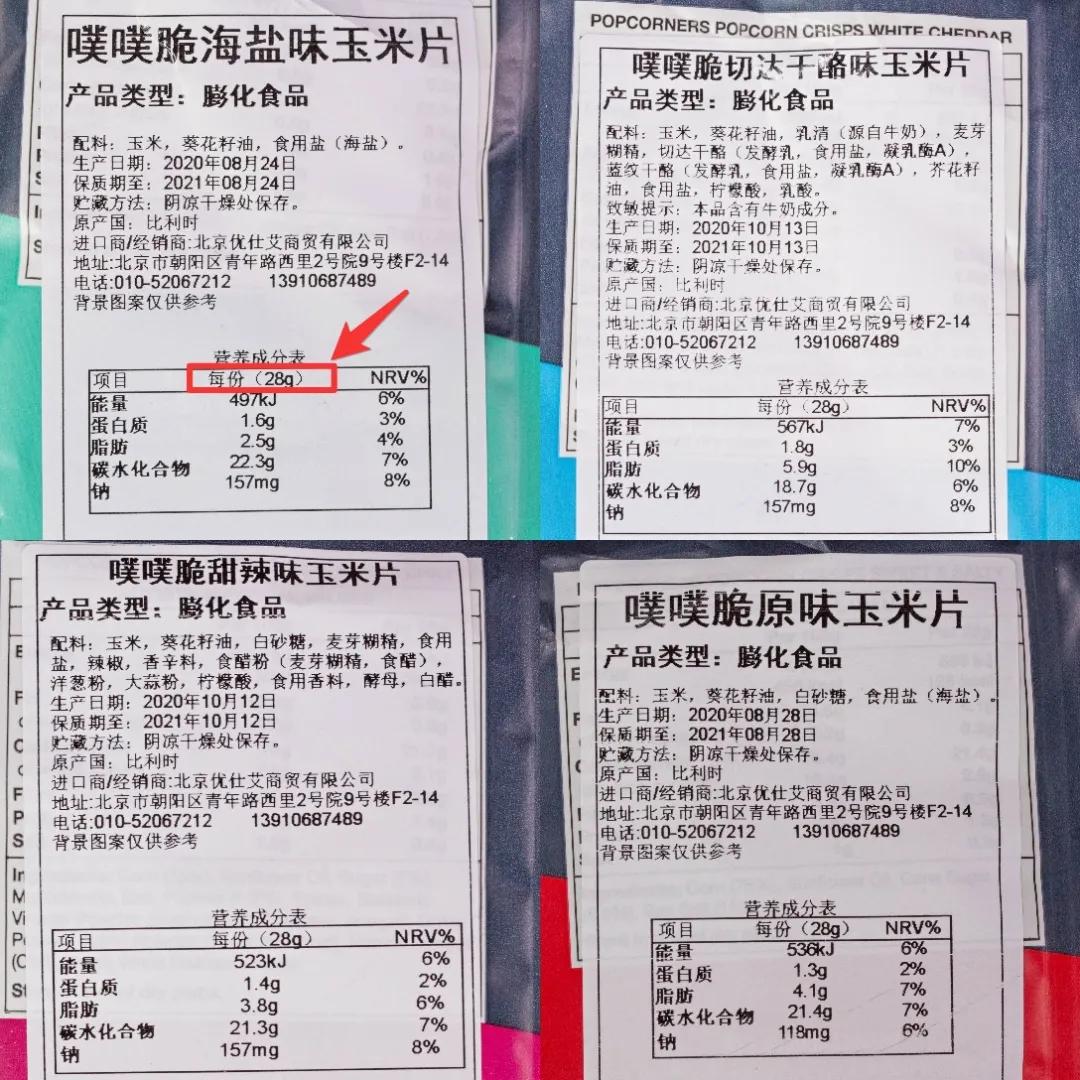 噗噗脆海盐味玉米片
产品类型：膨化食品
配料：玉米，葵花籽油，食用盐（海盐）。
生产日期：2020年08月24日
保质期至：2021年08月24日
贮藏方法：阴凉干燥处保存。
原产国：比利时
进口商/经销商:北京优仕艾商贸有限公司
地址:北京市朝阳区青年路西里2号院9号楼F2-14
电话:010-52067212 13910687489
背景图案仅供参考
营养成分表
项目 每份（28g） NRV%
能量 497kJ 6%
蛋白质 1.6g 3%
脂肪 2.5g 4%
碳水化合物 22.3g 7%
钠 157mg 8%
POPCORNERS POPCORN CRISPS WHITE CHEDDAR
噗噗脆切达干酪味玉米片
产品类型：膨化食品
配料：玉米，葵花籽油，乳清（源自牛奶），麦芽
糊精，切达干酪（发酵乳，食用盐，凝乳酶A），
蓝纹干酪（发酵乳，食用盐，凝乳酶A），芥花籽
油，食用盐，柠檬酸，乳酸。
致敏提示：本品含有牛奶成分。
生产日期：2020年10月13日
保质期至：2021年10月13日
贮藏方法：阴凉干燥处保存。
原产国：比利时
进口商/经销商:北京优仕艾商贸有限公司
地址:北京市朝阳区青年路西里2号院9号楼F2-14
电话:010-52067212 13910687489
背景图案仅供参考
营养成分表
项目 每份（28g） NRV%
能量 567kJ 7%
蛋白质 1.8g 3%
脂肪 5.9g 10%
碳水化合物 18.7g 6%
钠 157mg 8%
噗噗脆甜辣味玉米片
产品类型：膨化食品
配料：玉米，葵花籽油，白砂糖，麦芽糊精，食用
盐，辣椒，香辛料，食醋粉（麦芽糊精，食醋），
洋葱粉，大蒜粉，柠檬酸，食用香料，酵母，白醋。
生产日期：2020年10月12日
保质期至：2021年10月12日
贮藏方法：阴凉干燥处保存。
原产国：比利时
进口商/经销商:北京优仕艾商贸有限公司
地址:北京市朝阳区青年路西里2号院9号楼F2-14
电话:010-52067212 13910687489
背景图案仅供参考
营养成分表
项目 每份（28g） NRV%
能量 523kJ 6%
蛋白质 1.4g 2%
脂肪 3.8g 6%
碳水化合物 21.3g 7%
钠 157mg 8%
噗噗脆原味玉米片
产品类型：膨化食品
配料：玉米，葵花籽油，白砂糖，食用盐（海盐）。
生产日期：2020年08月28日
保质期至：2021年08月28日
贮藏方法：阴凉干燥处保存。
原产国：比利时
进口商/经销商:北京优仕艾商贸有限公司
地址:北京市朝阳区青年路西里2号院9号楼F2-14
电话:010-52067212 13910687489
背景图案仅供参考
营养成分表
项目 每份（28g） NRV%
能量 536kJ 6%
蛋白质 1.3g 2%
脂肪 4.1g 7%
碳水化合物 21.4g 7%
钠 118mg 6%